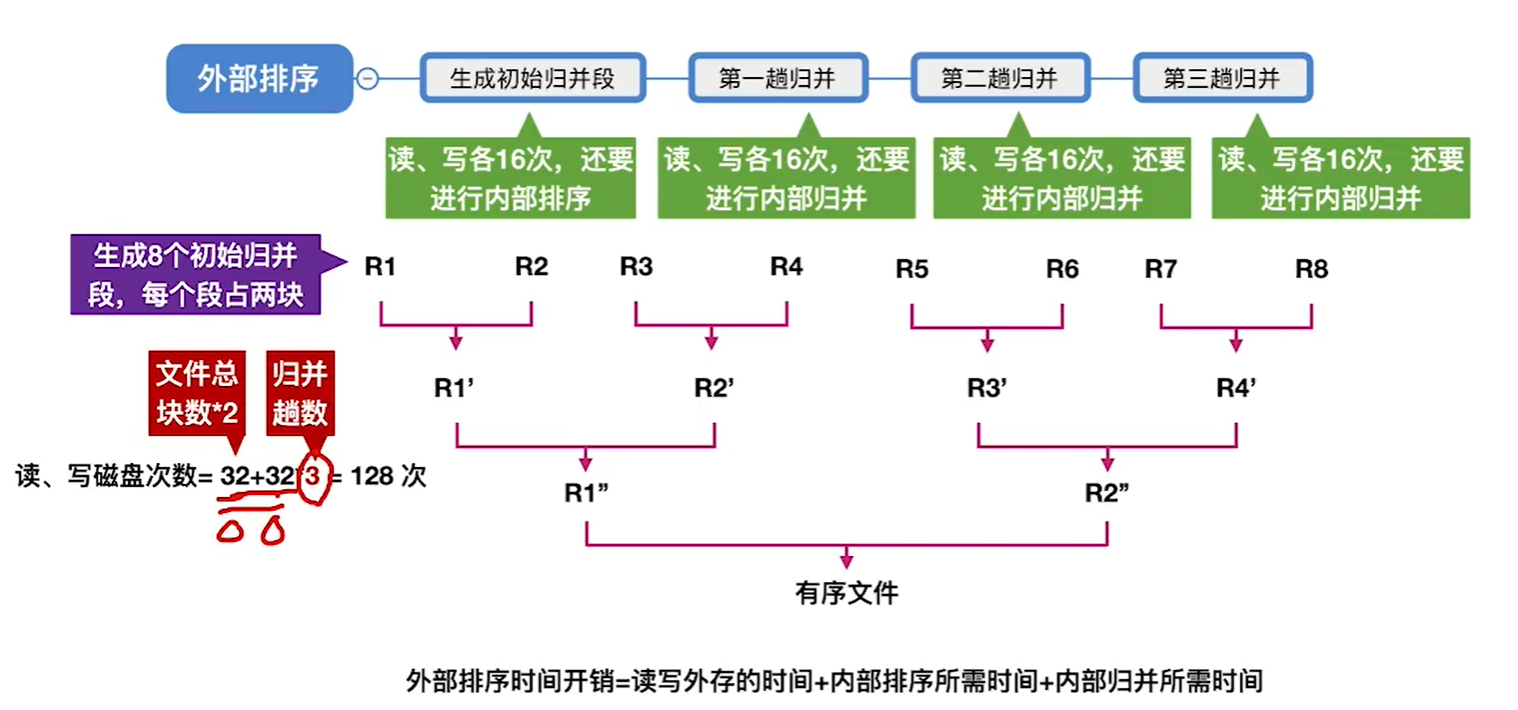 外部排序
生成初始归并段
第一趟归并
第二趟归并
第三趟归并
读、写各16次，还要
进行内部排序
读、写各16次，还要
进行内部归并
读、写各16次，还要
进行内部归并
读、写各16次，还要
进行内部归并
生成8个初始归并
段，每个段占两块
R1 R2 R3 R4 R5 R6 R7 R8
文件总
块数*2
归并
趟数
R1’ R2’ R3’ R4’
读、写磁盘次数= 32+32*3 = 128 次
R1” R2”
有序文件
外部排序时间开销=读写外存的时间+内部排序所需时间+内部归并所需时间